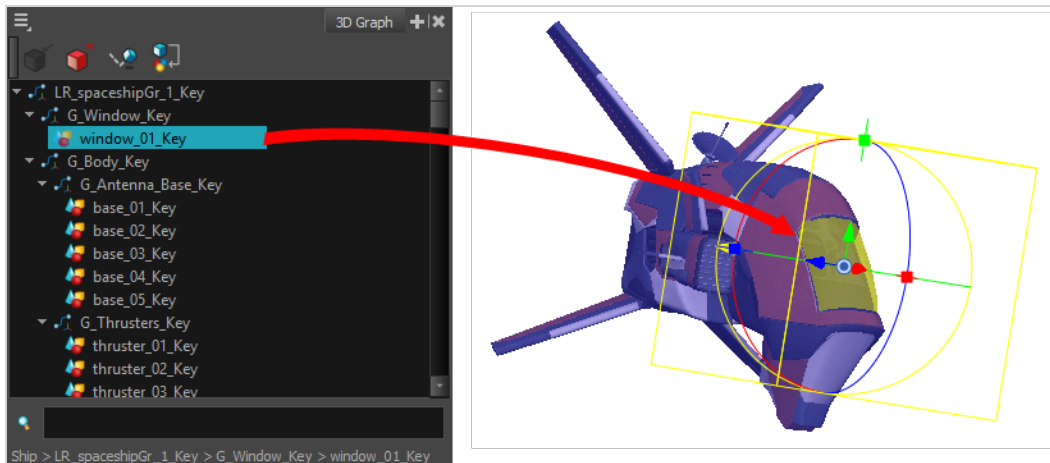 3D Graph
LR_spaceshipGr_1_Key
G_Window_Key
window_01_Key
G_Body_Key
G_Antenna_Base_Key
base_01_Key
base_02_Key
base_03_Key
base_04_Key
base_05_Key
G_Thrusters_Key
thruster_01_Key
thruster_02_Key
thruster_03_Key
Ship > LR_spaceshipGr_1_Key > G_Window_Key > window_01_Key